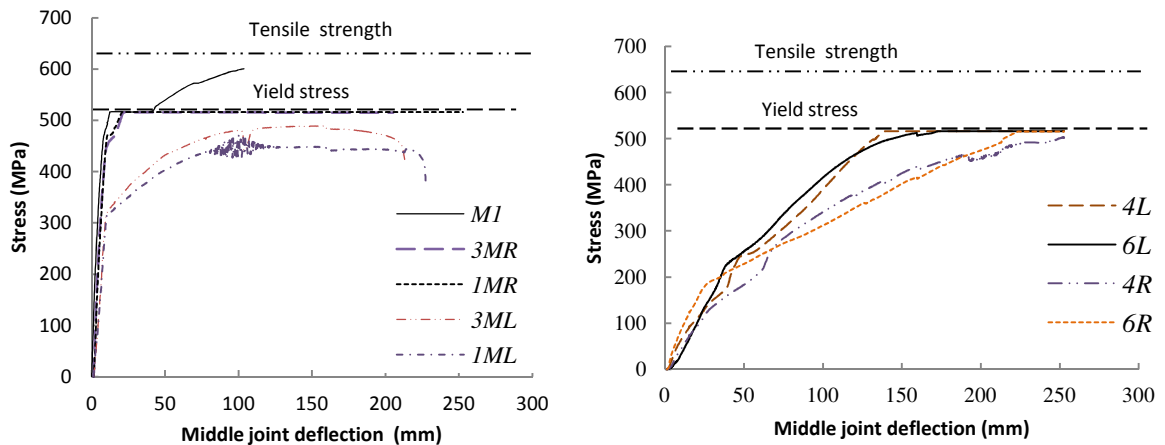 700
600
500
400
300
200
100
0
Stress (MPa)
Tensile strength
Yield stress
M1
3MR
1MR
3ML
1ML
0 50 100 150 200 250 300
Middle joint deflection (mm)
700
600
500
400
300
200
100
0
Stress (MPa)
Tensile strength
Yield stress
4L
6L
4R
6R
0 50 100 150 200 250 300
Middle joint deflection (mm)